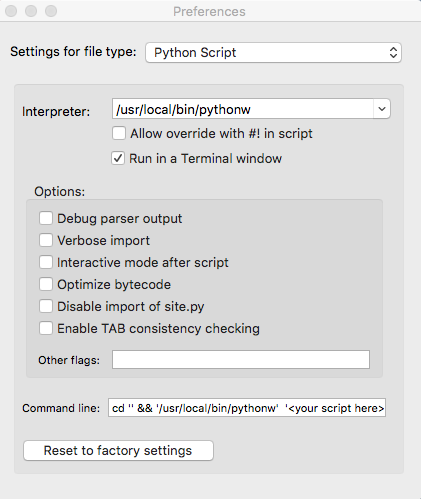 Preferences
Settings for file type: Python Script
Interpreter: /usr/local/bin/pythonw
Allow override with #! in script
Run in a Terminal window
Options:
Debug parser output
Verbose import
Interactive mode after script
Optimize bytecode
Disable import of site.py
Enable TAB consistency checking
Other flags:
Command line: cd '' && '/usr/local/bin/pythonw'  '<your script here>
Reset to factory settings